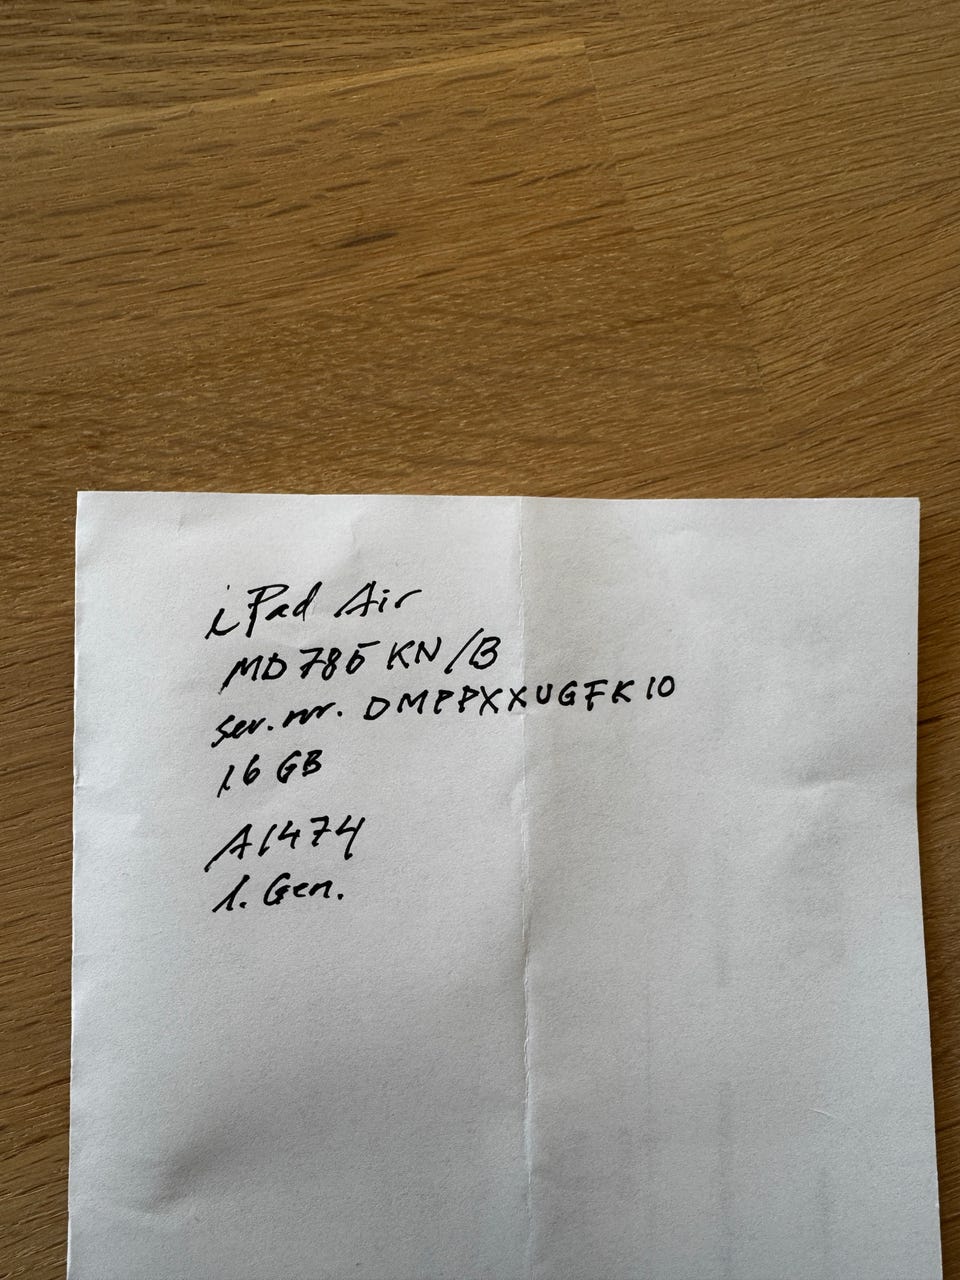 iPad Air
MD785KN/B
ser.nr. DMPPXXUGFK10
16 GB
A1474
1. Gen.